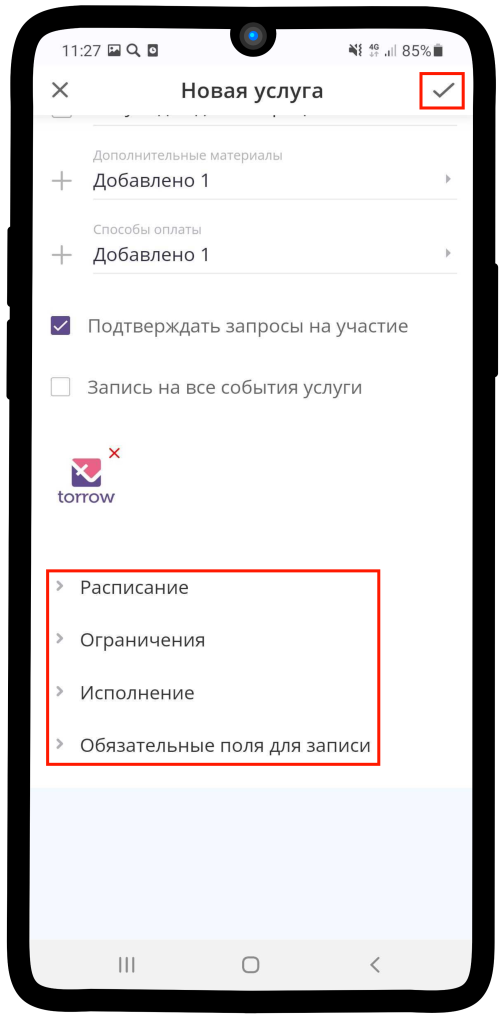 11:27
4G
85%
Новая услуга
Дополнительные материалы
Добавлено 1
Способы оплаты
Добавлено 1
Подтверждать запросы на участие
Запись на все события услуги
torrow
Расписание
Ограничения
Исполнение
Обязательные поля для записи